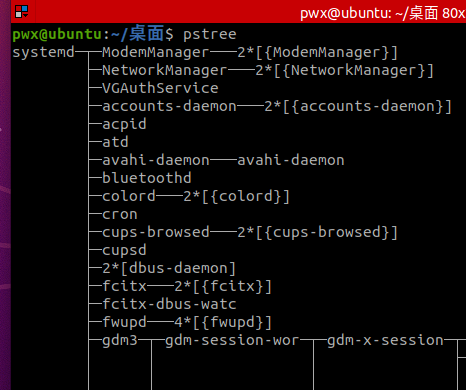 pwx@ubuntu: ~/桌面 80x
pwx@ubuntu:~/桌面$ pstree
systemd─┬─ModemManager───2*[{ModemManager}]
├─NetworkManager───2*[{NetworkManager}]
├─VGAuthService
├─accounts-daemon───2*[{accounts-daemon}]
├─acpid
├─atd
├─avahi-daemon───avahi-daemon
├─bluetoothd
├─colord───2*[{colord}]
├─cron
├─cups-browsed───2*[{cups-browsed}]
├─cupsd
├─2*[dbus-daemon]
├─fcitx───2*[{fcitx}]
├─fcitx-dbus-watc
├─fwupd───4*[{fwupd}]
├─gdm3─┬─gdm-session-wor─┬─gdm-x-session─┬─